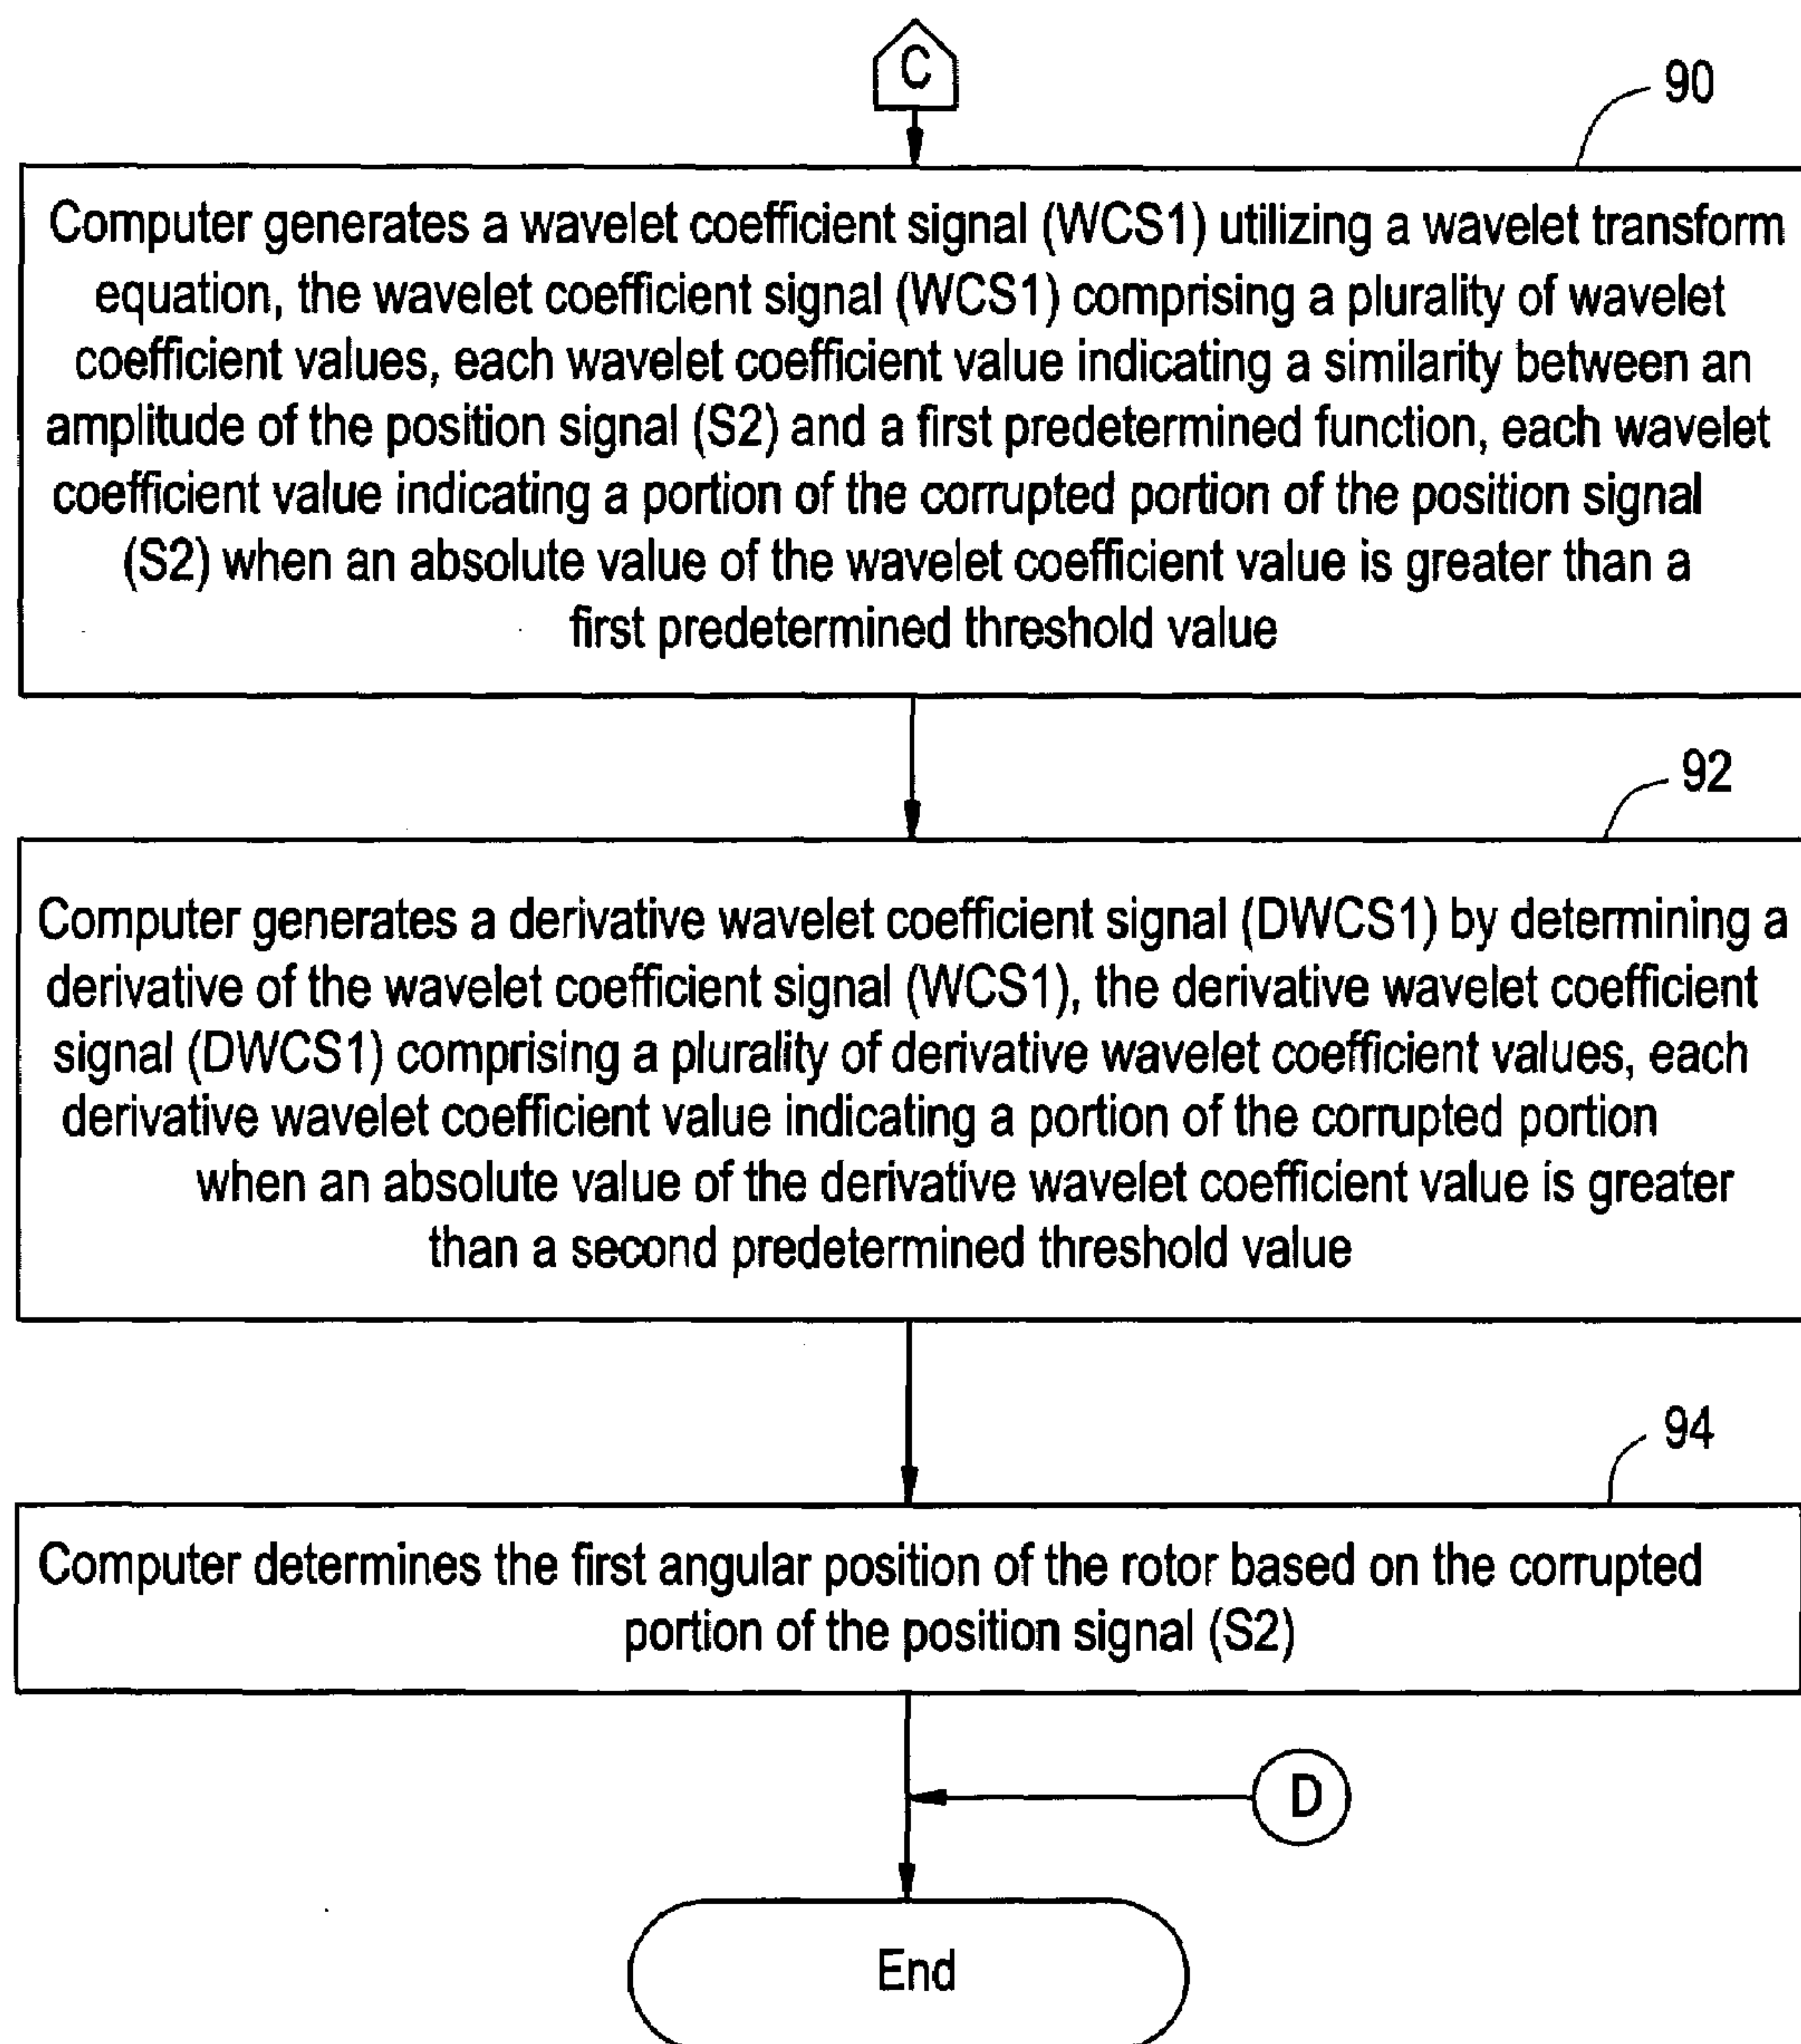 C
90
Computer generates a wavelet coefficient signal (WCS1) utilizing a wavelet transform
equation, the wavelet coefficient signal (WCS1) comprising a plurality of wavelet
coefficient values, each wavelet coefficient value indicating a similarity between an
amplitude of the position signal (S2) and a first predetermined function, each wavelet
coefficient value indicating a portion of the corrupted portion of the position signal
(S2) when an absolute value of the wavelet coefficient value is greater than a
first predetermined threshold value
92
Computer generates a derivative wavelet coefficient signal (DWCS1) by determining a
derivative of the wavelet coefficient signal (WCS1), the derivative wavelet coefficient
signal (DWCS1) comprising a plurality of derivative wavelet coefficient values, each
derivative wavelet coefficient value indicating a portion of the corrupted portion
when an absolute value of the derivative wavelet coefficient value is greater
than a second predetermined threshold value
94
Computer determines the first angular position of the rotor based on the corrupted
portion of the position signal (S2)
D
End